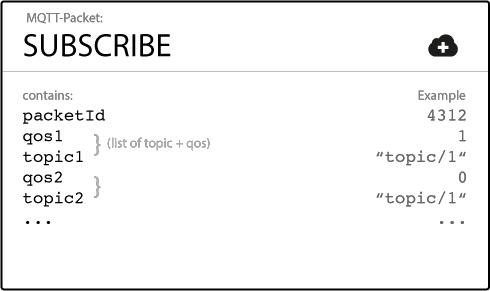 MQTT-Packet:
SUBSCRIBE
contains: Example
packetId 4312
qos1 1
(list of topic + qos)
topic1 “topic/1“
qos2 0
topic2 “topic/1“
... ...